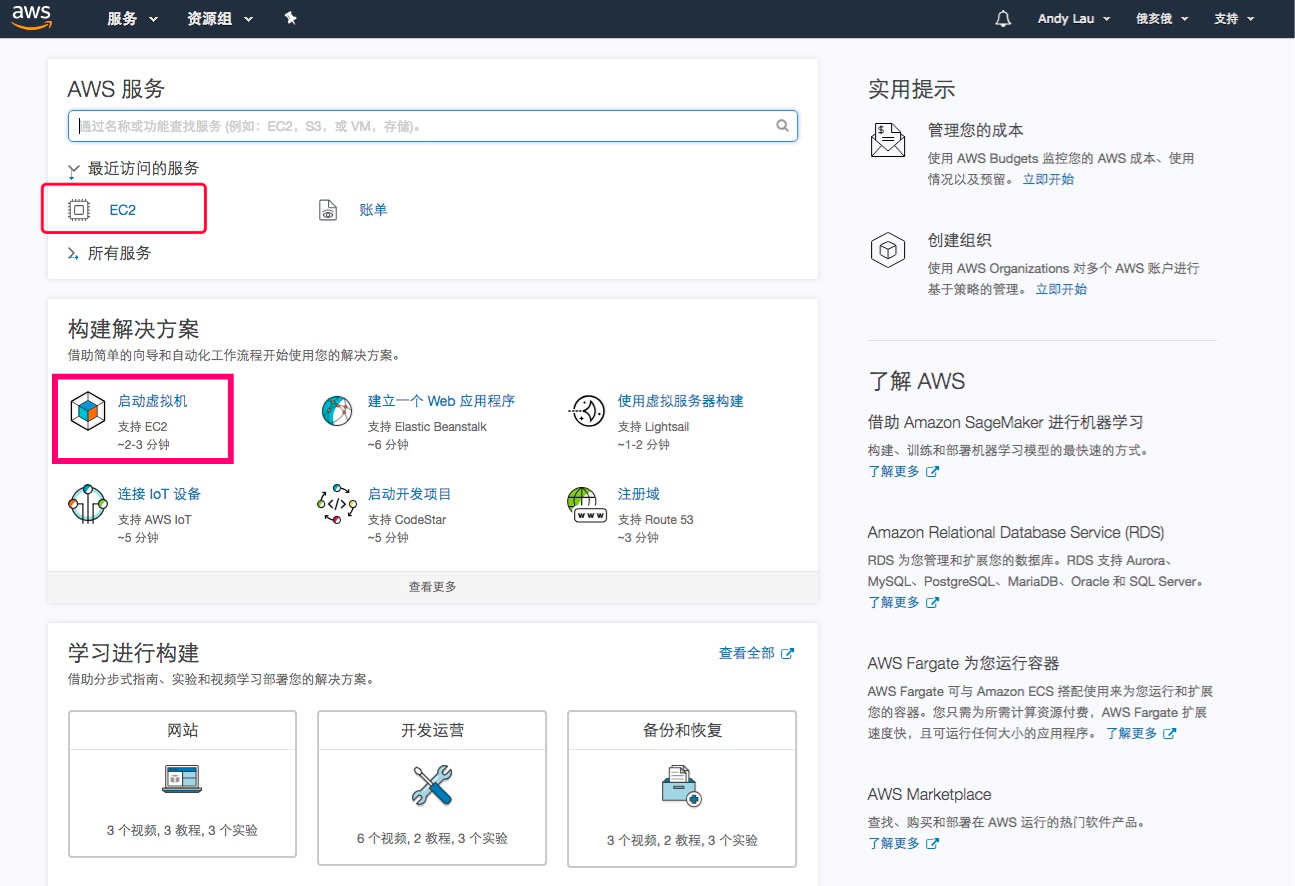 aws 服务 资源组 Andy Lau 俄亥俄 支持
AWS 服务
通过名称或功能查找服务 (例如：EC2，S3，或 VM，存储)。
最近访问的服务
EC2 账单
所有服务
构建解决方案
借助简单的向导和自动化工作流程开始使用您的解决方案。
启动虚拟机
支持 EC2
~2-3 分钟
建立一个 Web 应用程序
支持 Elastic Beanstalk
~6 分钟
使用虚拟服务器构建
支持 Lightsail
~1-2 分钟
连接 IoT 设备
支持 AWS IoT
~5 分钟
启动开发项目
支持 CodeStar
~5 分钟
WWW
注册域
支持 Route 53
~3 分钟
查看更多
学习进行构建
查看全部
借助分步式指南、实验和视频学习部署您的解决方案。
网站
3 个视频, 3 教程, 3 个实验
开发运营
6 个视频, 2 教程, 3 个实验
备份和恢复
3 个视频, 2 教程, 3 个实验
实用提示
管理您的成本
使用 AWS Budgets 监控您的 AWS 成本、使用
情况以及预留。 立即开始
创建组织
使用 AWS Organizations 对多个 AWS 账户进行
基于策略的管理。 立即开始
了解 AWS
借助 Amazon SageMaker 进行机器学习
构建、训练和部署机器学习模型的最快速的方式。
了解更多
Amazon Relational Database Service (RDS)
RDS 为您管理和扩展您的数据库。RDS 支持 Aurora、
MySQL、PostgreSQL、MariaDB、Oracle 和 SQL Server。
了解更多
AWS Fargate 为您运行容器
AWS Fargate 可与 Amazon ECS 搭配使用来为您运行和扩展
您的容器。您只需为所需计算资源付费，AWS Fargate 扩展
速度快，且可运行任何大小的应用程序。 了解更多
AWS Marketplace
查找、购买和部署在 AWS 运行的热门软件产品。
了解更多